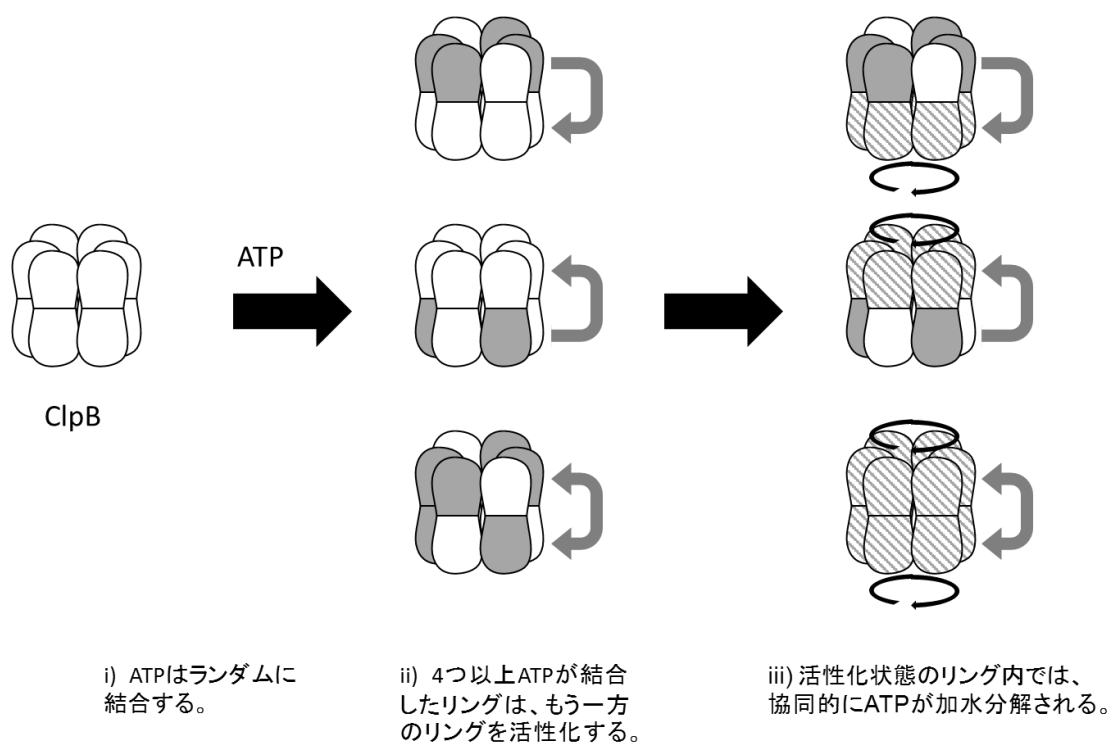 ATP
ClpB
i) ATPはランダムに
結合する。
ii) 4つ以上ATPが結合
したリングは、もう一方
のリングを活性化する。
iii) 活性化状態のリング内では、
協同的にATPが加水分解される。